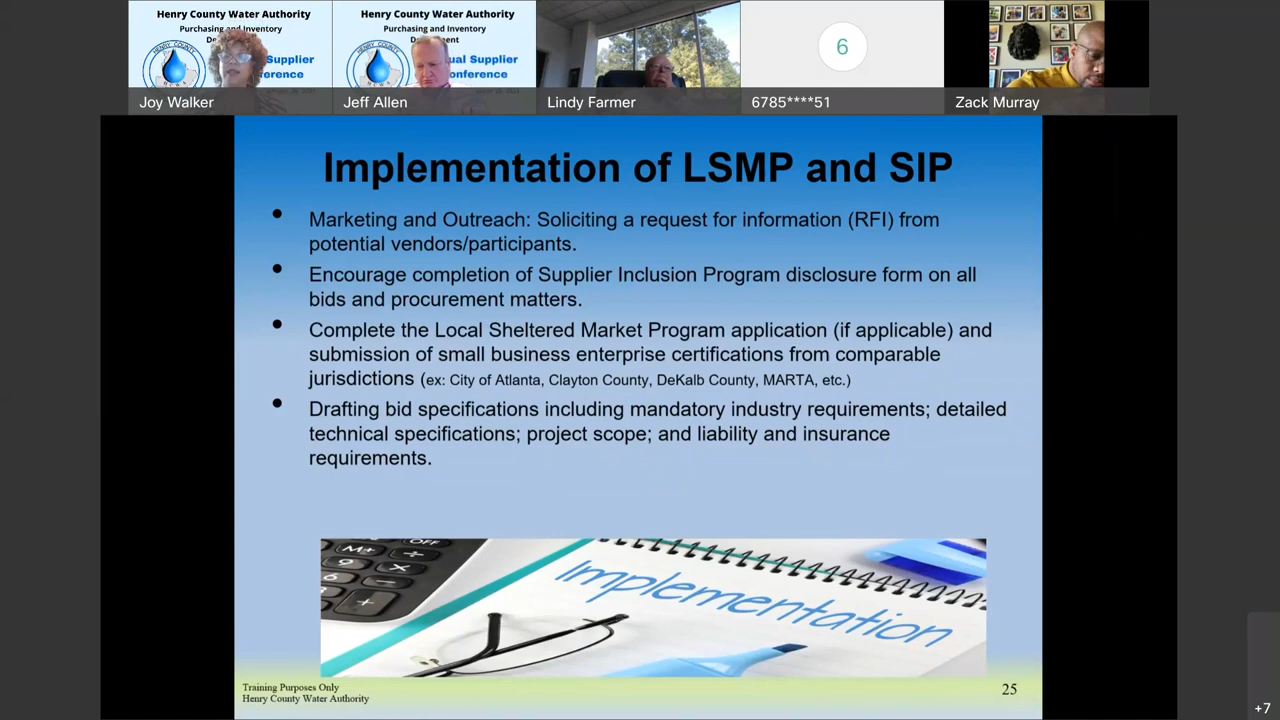 Henry County Water Authority
Purchasing and Inventory
Supplier
ference
Joy Walker
Henry County Water Authority
Purchasing and Inventory
ual Supplier
onference
Jeff Allen
Lindy Farmer
6
6785****51
Zack Murray
Implementation of LSMP and SIP
• Marketing and Outreach: Soliciting a request for information (RFI) from
potential vendors/participants.
• Encourage completion of Supplier Inclusion Program disclosure form on all
bids and procurement matters.
• Complete the Local Sheltered Market Program application (if applicable) and
submission of small business enterprise certifications from comparable
jurisdictions (ex: City of Atlanta, Clayton County, DeKalb County, MARTA, etc.)
• Drafting bid specifications including mandatory industry requirements; detailed
technical specifications; project scope; and liability and insurance
requirements.
M+ OFF ÷
9 ×
6 −
+
Implementation
Training Purposes Only
Henry County Water Authority
25
+7